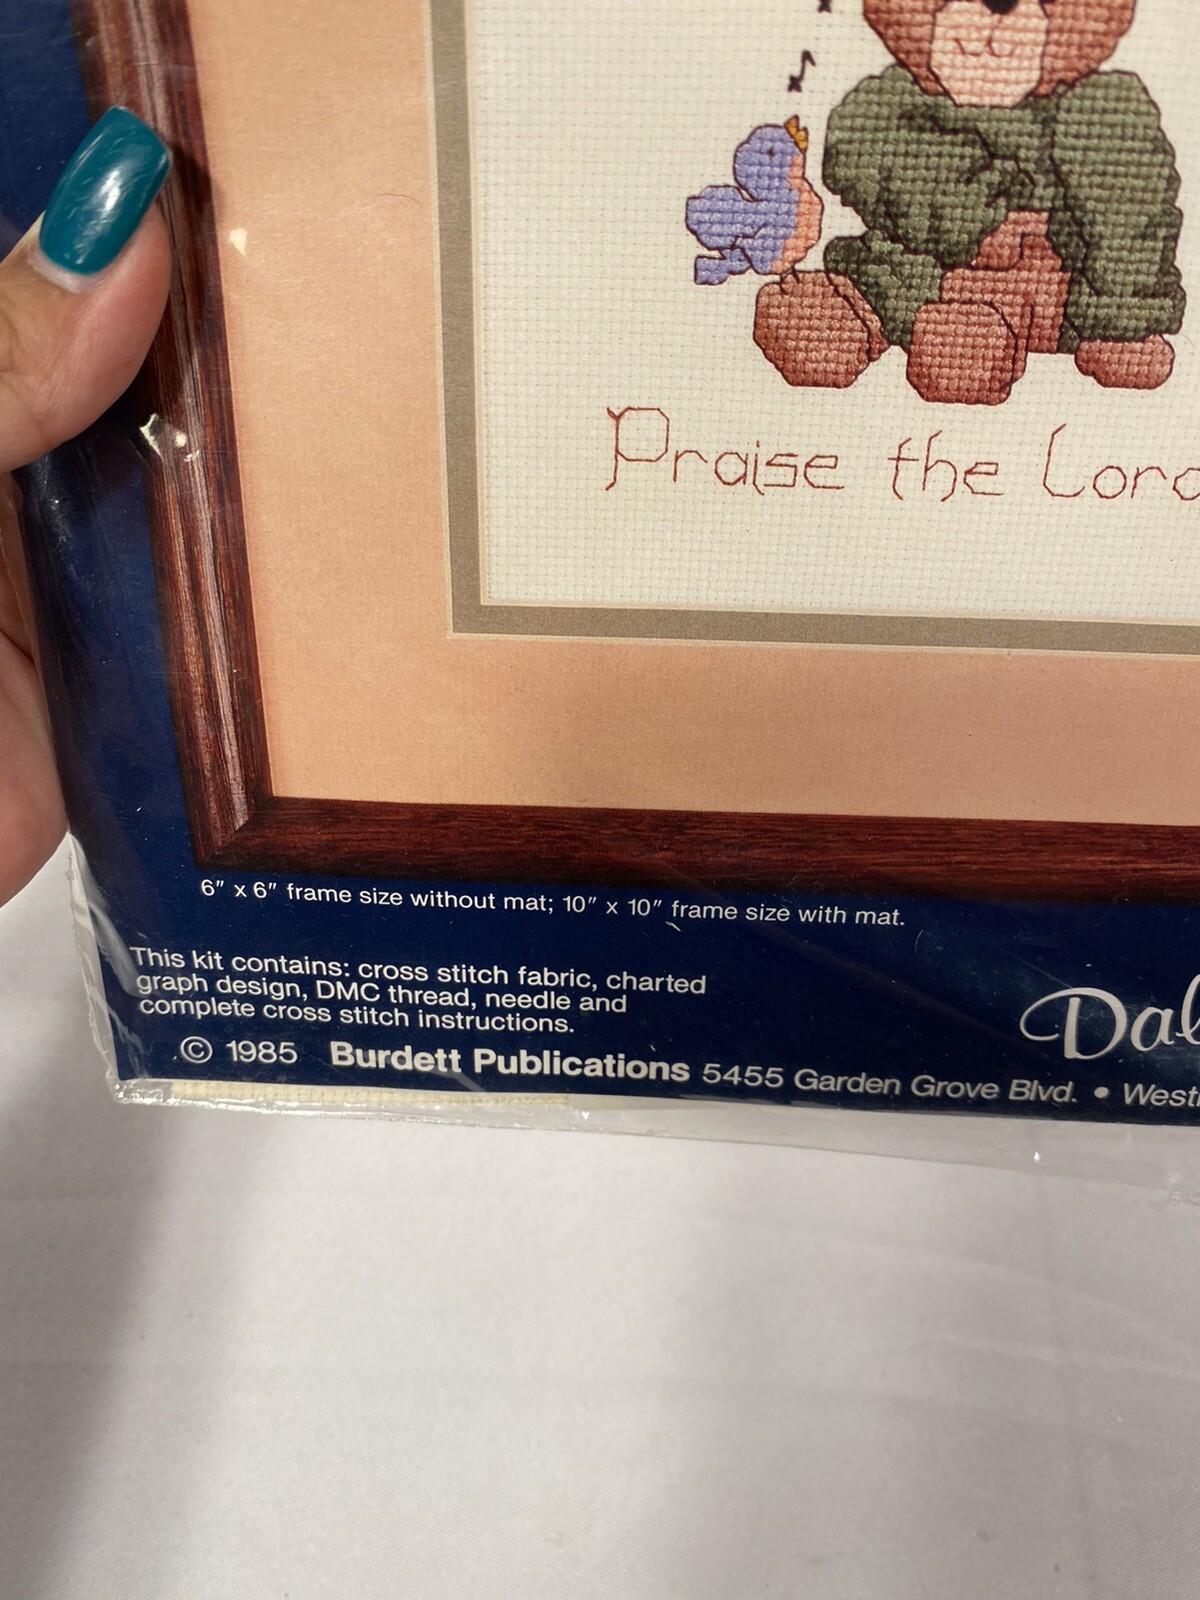 Praise the Lord
6" x 6" frame size without mat; 10" x 10" frame size with mat.
This kit contains: cross stitch fabric, charted
graph design, DMC thread, needle and
complete cross stitch instructions.
© 1985 Burdett Publications 5455 Garden Grove Blvd. •